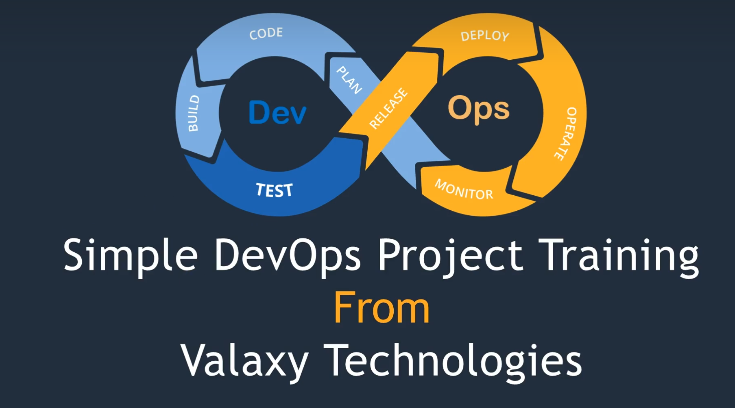 CODE
DEPLOY
PLAN
BUILD
Dev
RELEASE
Ops
OPERATE
TEST
MONITOR
Simple DevOps Project Training
From
Valaxy Technologies